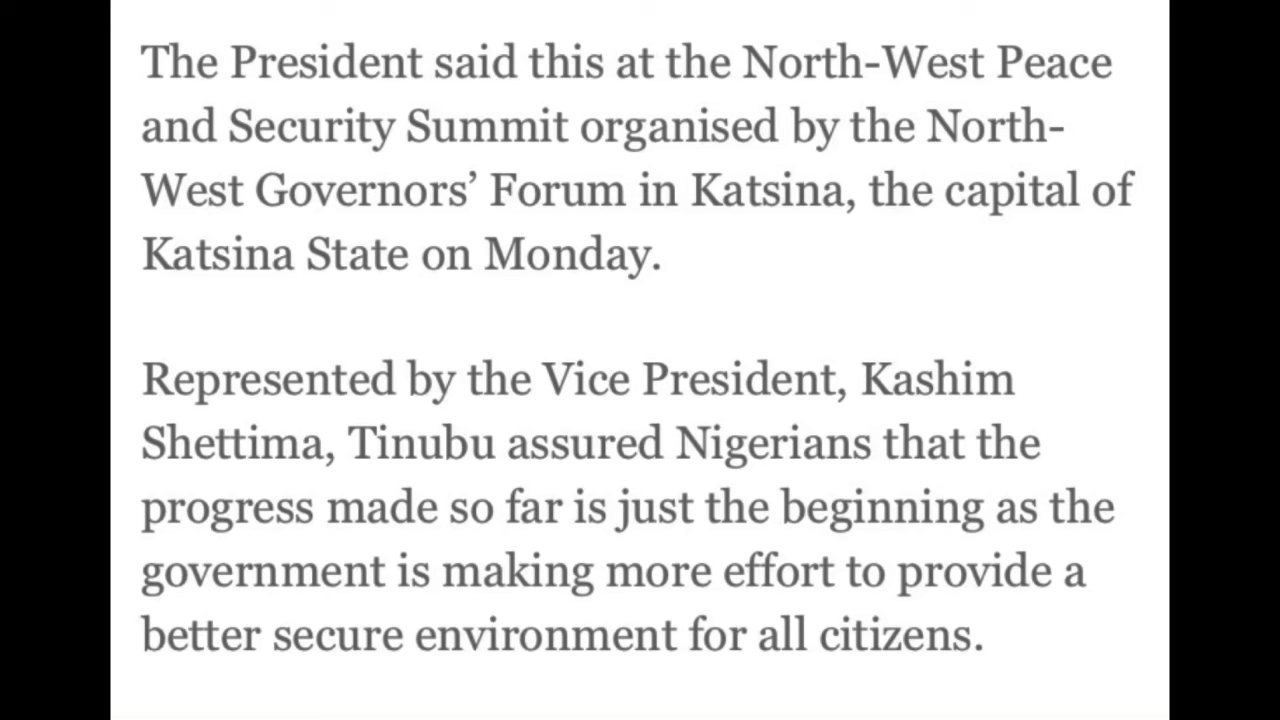 The President said this at the North-West Peace
and Security Summit organised by the North-
West Governors’ Forum in Katsina, the capital of
Katsina State on Monday.
Represented by the Vice President, Kashim
Shettima, Tinubu assured Nigerians that the
progress made so far is just the beginning as the
government is making more effort to provide a
better secure environment for all citizens.